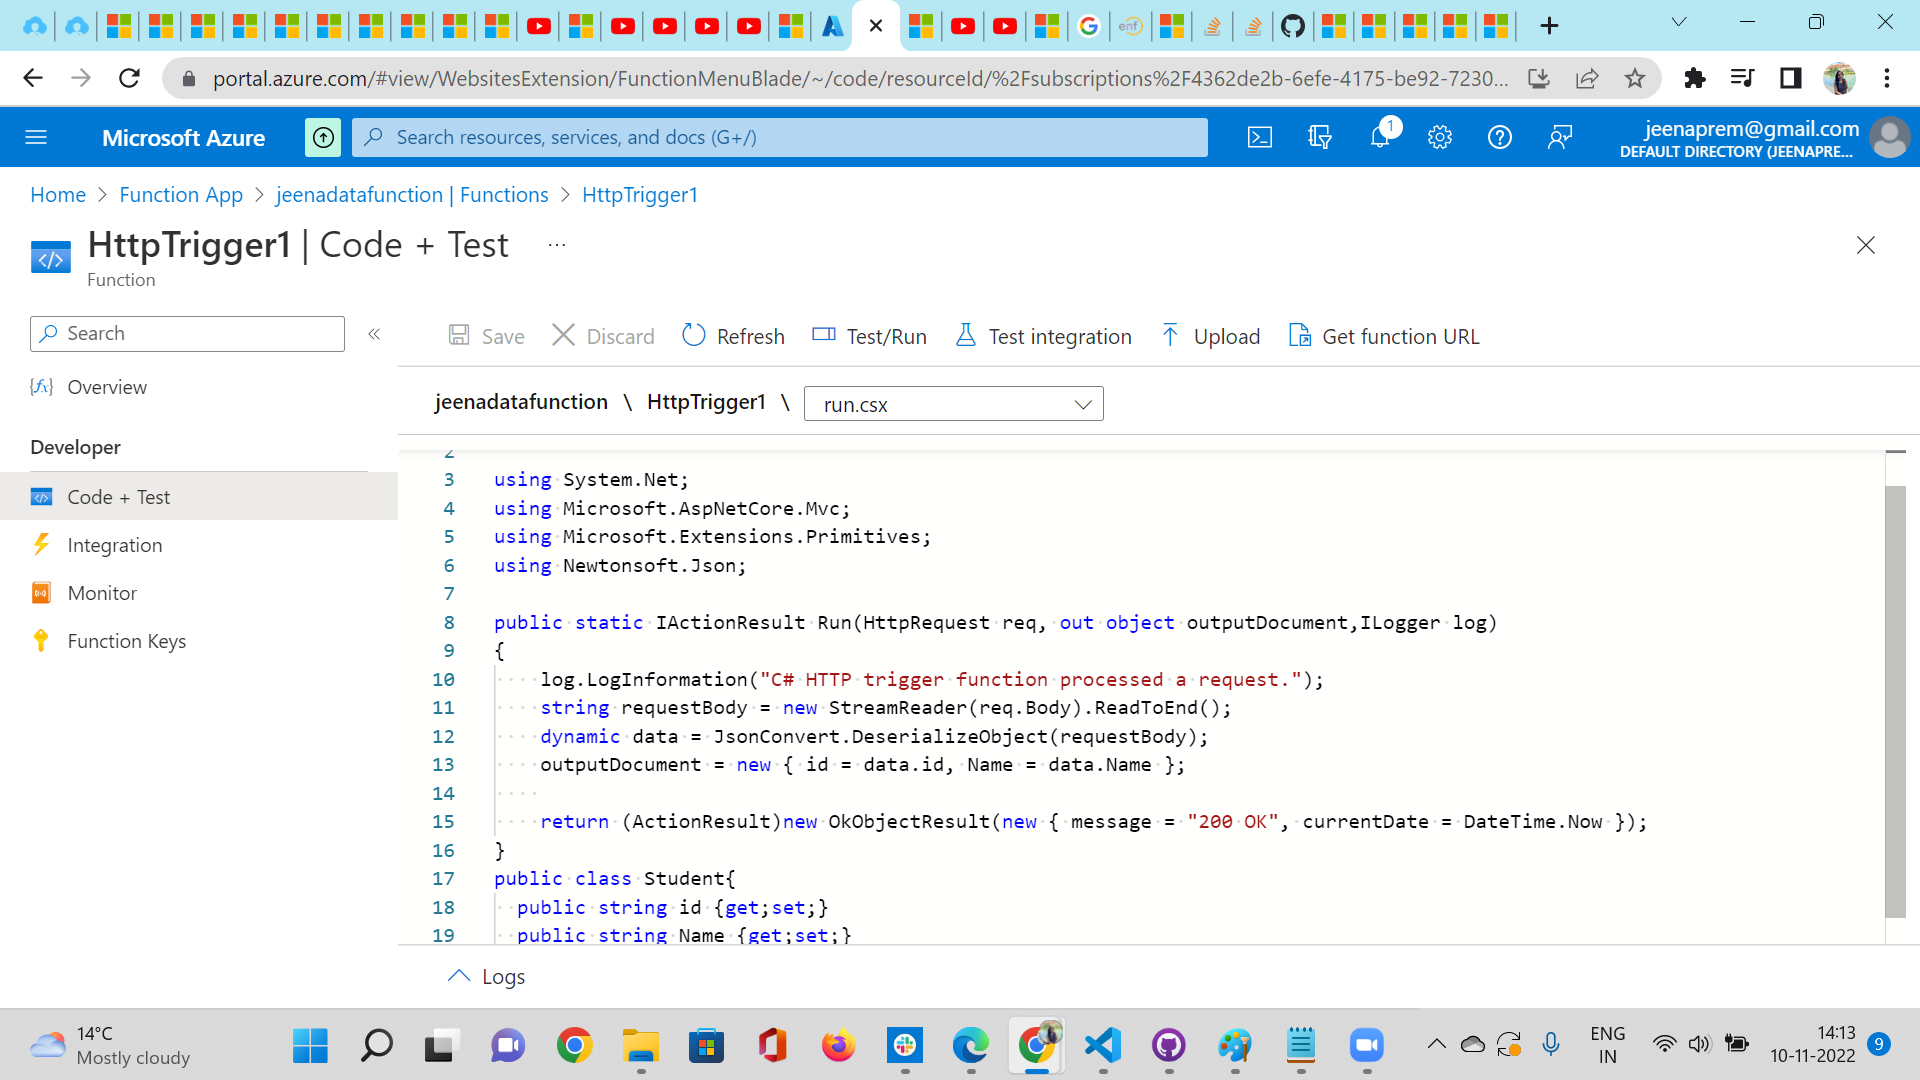 enf
portal.azure.com/#view/WebsitesExtension/FunctionMenuBlade/~/code/resourceId/%2Fsubscriptions%2F4362de2b-6efe-4175-be92-7230...
Microsoft Azure
Search resources, services, and docs (G+/)
1
jeenaprem@gmail.com
DEFAULT DIRECTORY (JEENAPRE...
Home > Function App > jeenadatafunction | Functions > HttpTrigger1
HttpTrigger1 | Code + Test ...
Function
Search
«
Save
Discard
Refresh
Test/Run
Test integration
Upload
Get function URL
Overview
Developer
Code + Test
Integration
Monitor
Function Keys
jeenadatafunction \ HttpTrigger1 \ run.csx
2
3 using System.Net;
4 using Microsoft.AspNetCore.Mvc;
5 using Microsoft.Extensions.Primitives;
6 using Newtonsoft.Json;
7
8 public static IActionResult Run(HttpRequest req, out object outputDocument,ILogger log)
9 {
10 log.LogInformation("C# HTTP trigger function processed a request.");
11 string requestBody = new StreamReader(req.Body).ReadToEnd();
12 dynamic data = JsonConvert.DeserializeObject(requestBody);
13 outputDocument = new { id = data.id, Name = data.Name };
14
15 return (ActionResult)new OkObjectResult(new { message = "200 OK", currentDate = DateTime.Now });
16 }
17 public class Student{
18 public string id {get;set;}
19 public string Name {get;set;}
Logs
14°C
Mostly cloudy
ENG
IN
14:13
10-11-2022
9